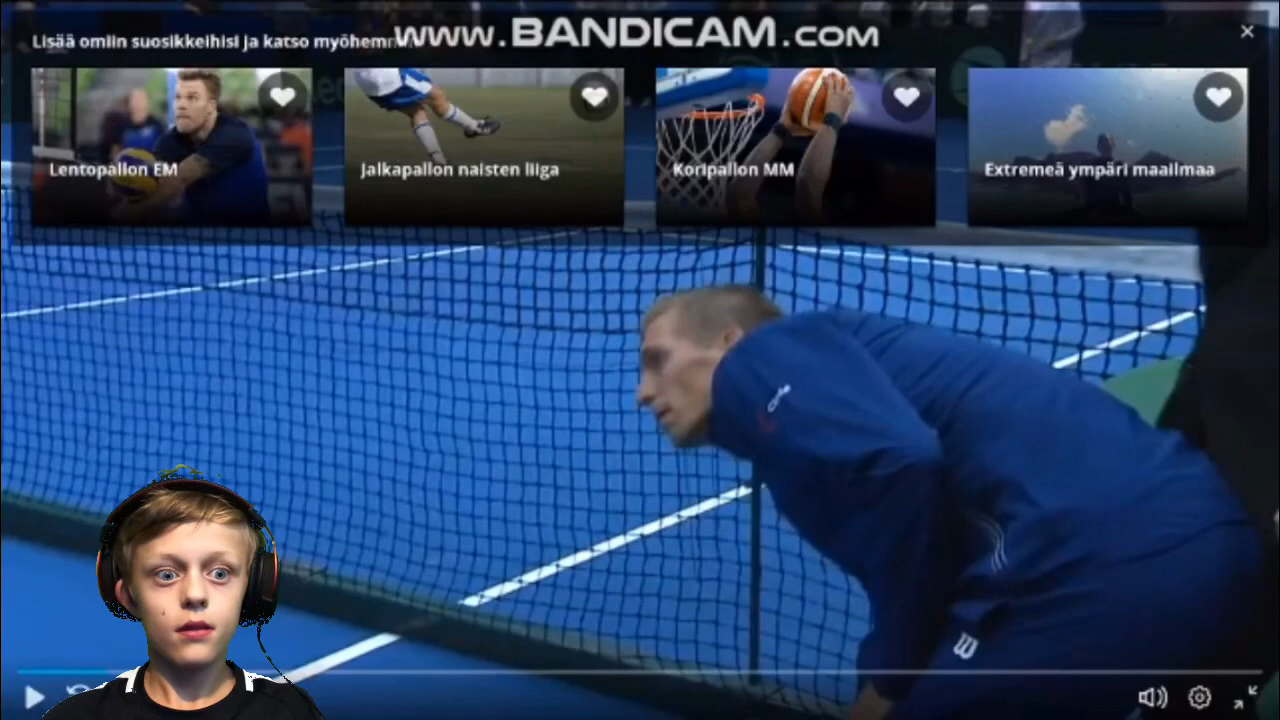 WWW.BANDICAM.COM
Lisää omiin suosikkeihisi ja katso myöhemmin
Lentopallon EM
Jalkapallon naisten liiga
Koripallon MM
Extremeä ympäri maailmaa
W